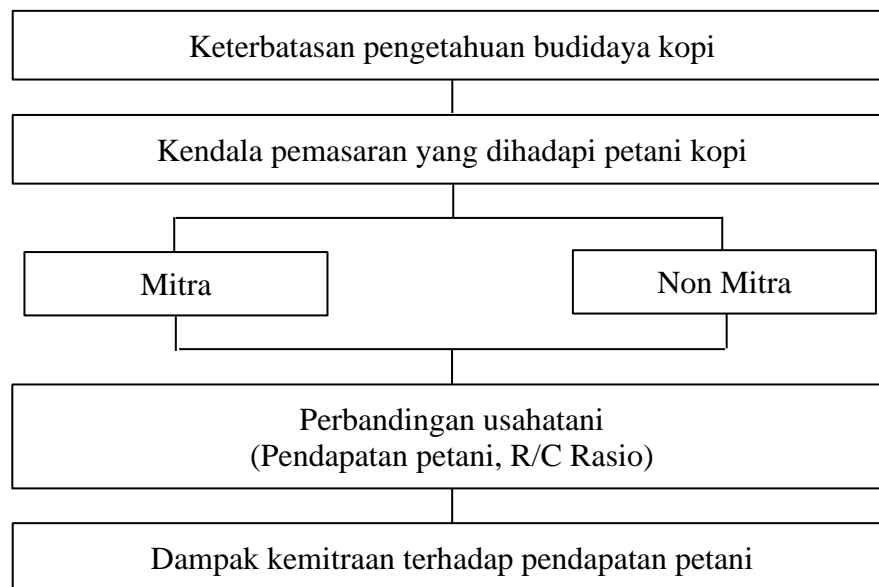 Keterbatasan pengetahuan budidaya kopi
Kendala pemasaran yang dihadapi petani kopi
Mitra
Non Mitra
Perbandingan usahatani
(Pendapatan petani, R/C Rasio)
Dampak kemitraan terhadap pendapatan petani